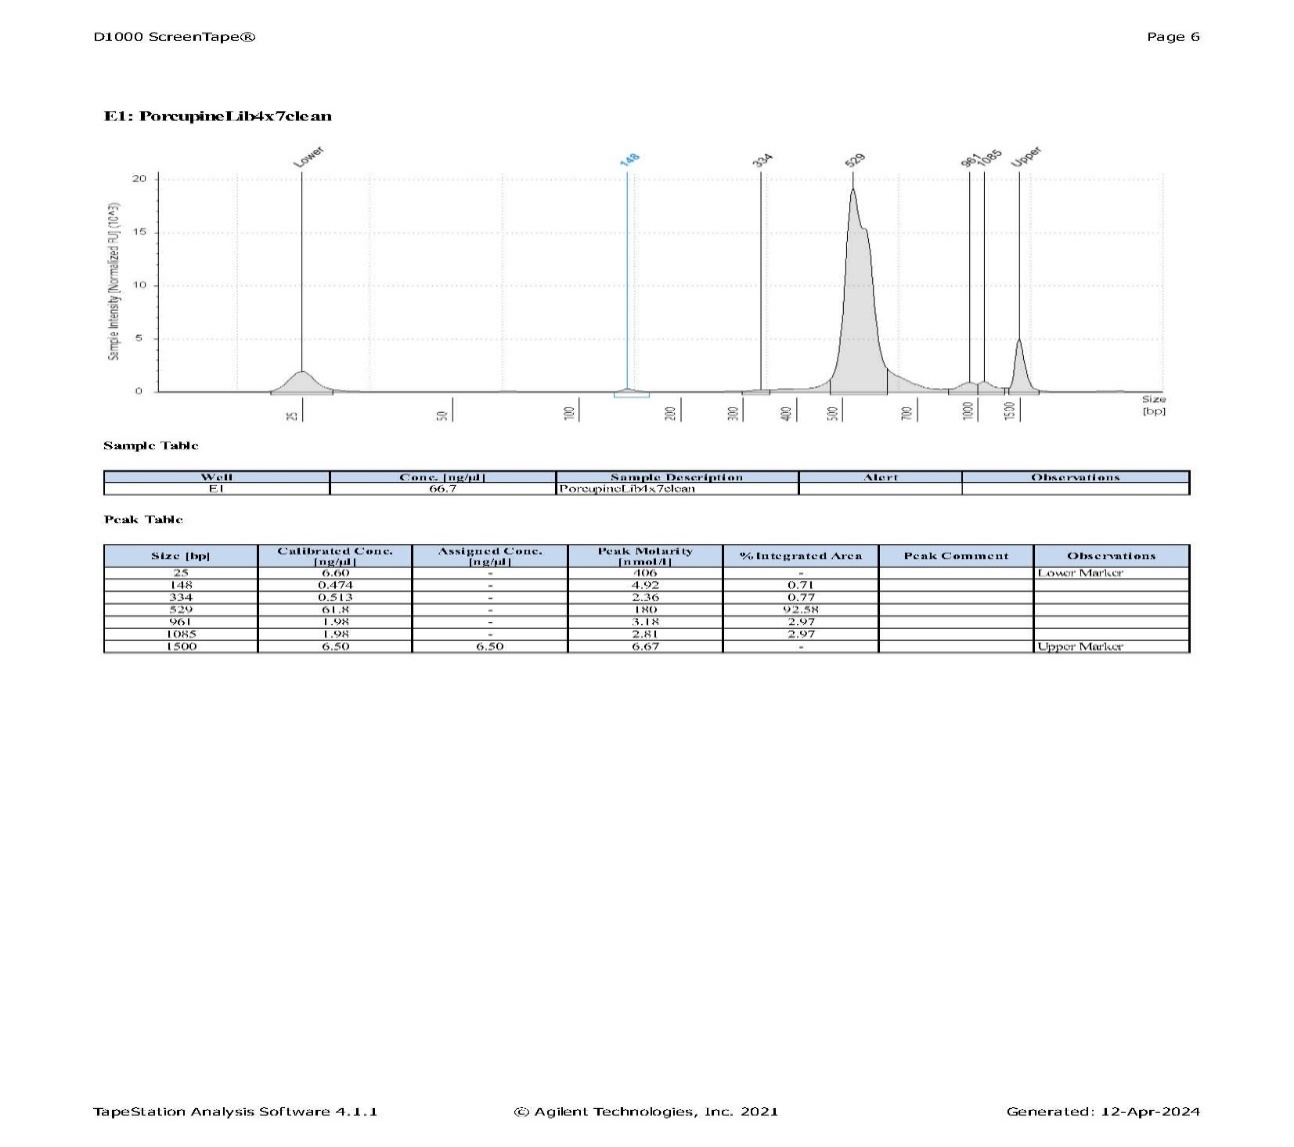 D1000 ScreenTape® Page 6
E1: PorcupineLib4x7clean
Lower 148 334 529 961 1085 Upper
Sample Intensity [Normalized FU] (10^3)
20
15
10
5
0
25 50 100 200 300 400 500 700 1000 1500 Size [bp]
Sample Table
Well Conc. [ng/µl] Sample Description Alert Observations
E1 66.7 PorcupineLib4x7clean
Peak Table
Size [bp] Calibrated Conc. [ng/µl] Assigned Conc. [ng/µl] Peak Molarity [nmol/l] % Integrated Area Peak Comment Observations
25 6.60 - 406 - Lower Marker
148 0.474 - 4.92 0.71
334 0.513 - 2.36 0.77
529 61.8 - 180 92.58
961 1.98 - 3.18 2.97
1085 1.98 - 2.81 2.97
1500 6.50 6.50 6.67 - Upper Marker
TapeStation Analysis Software 4.1.1 © Agilent Technologies, Inc. 2021 Generated: 12-Apr-2024